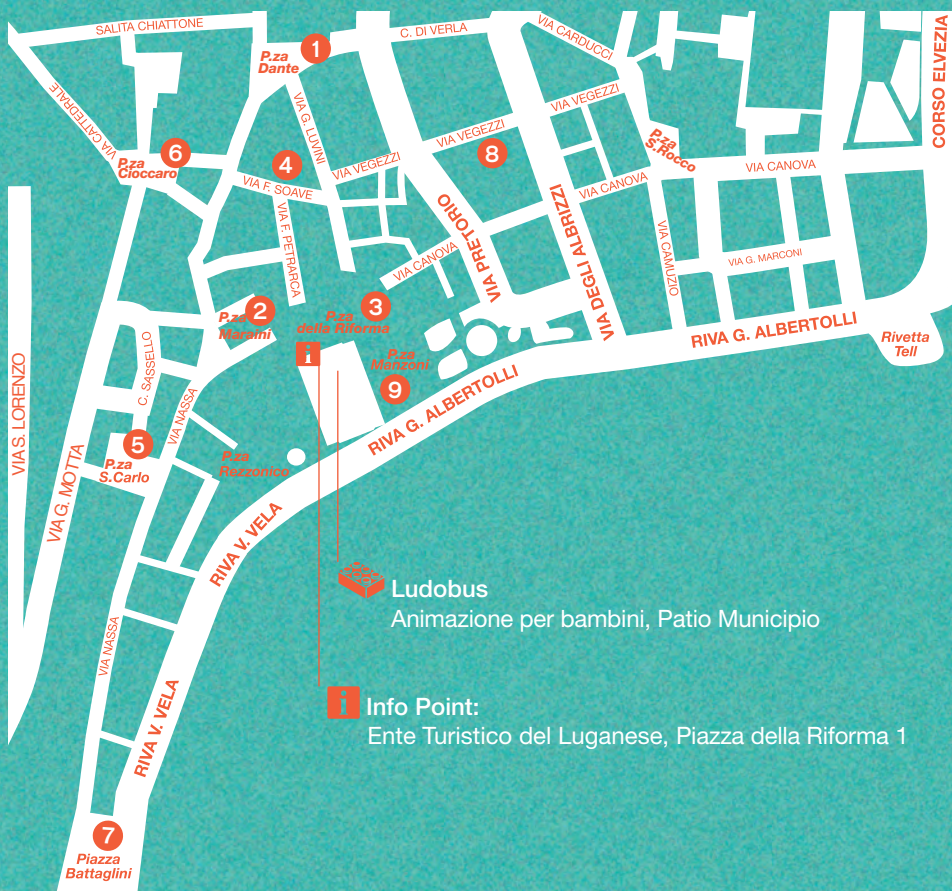 SALITA CHIATTONE
1
P.za
Dante
C. DI VERLA
VIA CARDUCCI
CORSO ELVEZIA
VIA CATTEDRALE
VIA G. LUVINI
VIA VEGEZZI
VIA VEGEZZI
VIA VEGEZZI
P.za
S.Rocco
6
P.za
Cioccaro
4
8
VIA F. SOAVE
VIA CANOVA
VIA CANOVA
VIA CANOVA
VIA F. PETRARCA
VIA PRETORIO
VIA DEGLI ALBRIZZI
VIA CAMUZIO
VIA G. MARCONI
2
P.za
Maraini
3
P.za
della Riforma
i
P.za
Manzoni
9
RIVA G. ALBERTOLLI
RIVA G. ALBERTOLLI
Rivetta
Tell
VIA S. LORENZO
C. SASSELLO
VIA NASSA
5
P.za
S.Carlo
P.za
Rezzonico
VIA G. MOTTA
RIVA V. VELA
Ludobus
Animazione per bambini, Patio Municipio
VIA NASSA
RIVA V. VELA
i Info Point:
Ente Turistico del Luganese, Piazza della Riforma 1
7
Piazza
Battaglini